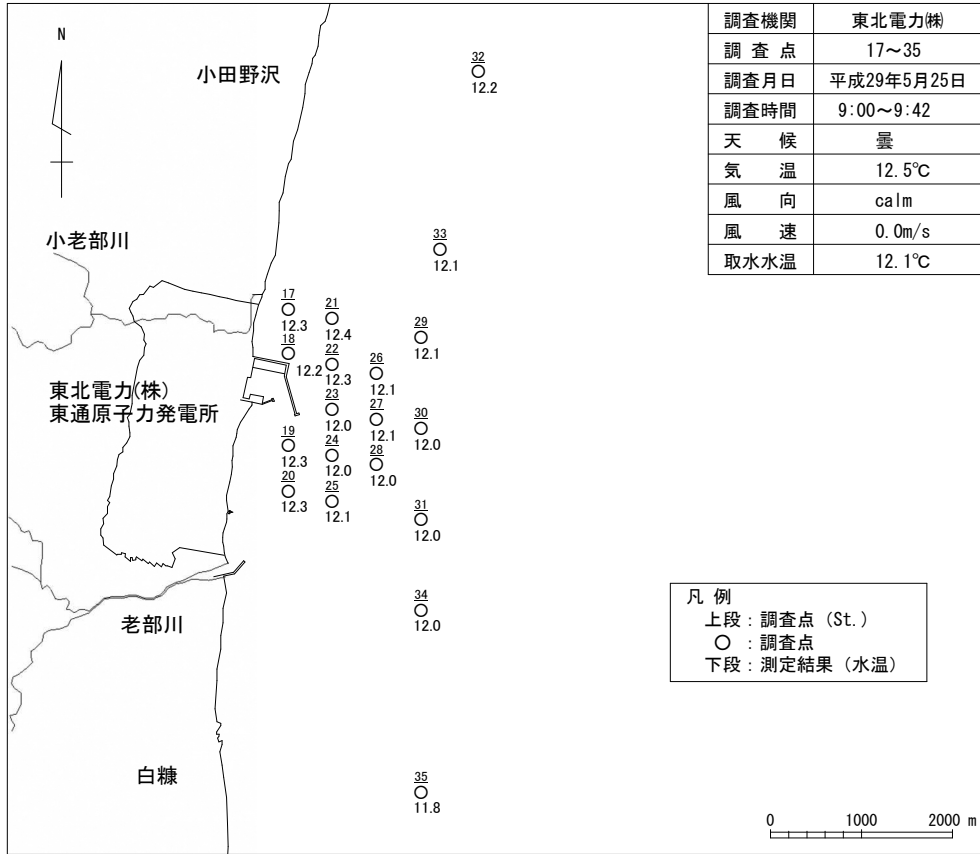 調査機関 東北電力㈱
調査点 17～35
調査月日 平成29年5月25日
調査時間 9:00～9:42
天候 曇
気温 12.5℃
風向 calm
風速 0.0m/s
取水水温 12.1℃
N
小田野沢
32
12.2
小老部川
33
12.1
17
12.3
21
12.4
18
12.2
29
12.1
22
12.3
26
12.1
東北電力(株)
東通原子力発電所
23
12.0
27
12.1
30
12.0
19
12.3
24
12.0
28
12.0
20
12.3
25
12.1
31
12.0
34
12.0
老部川
凡例
上段：調査点（St.）
○：調査点
下段：測定結果（水温）
白糠
35
11.8
0 1000 2000 m